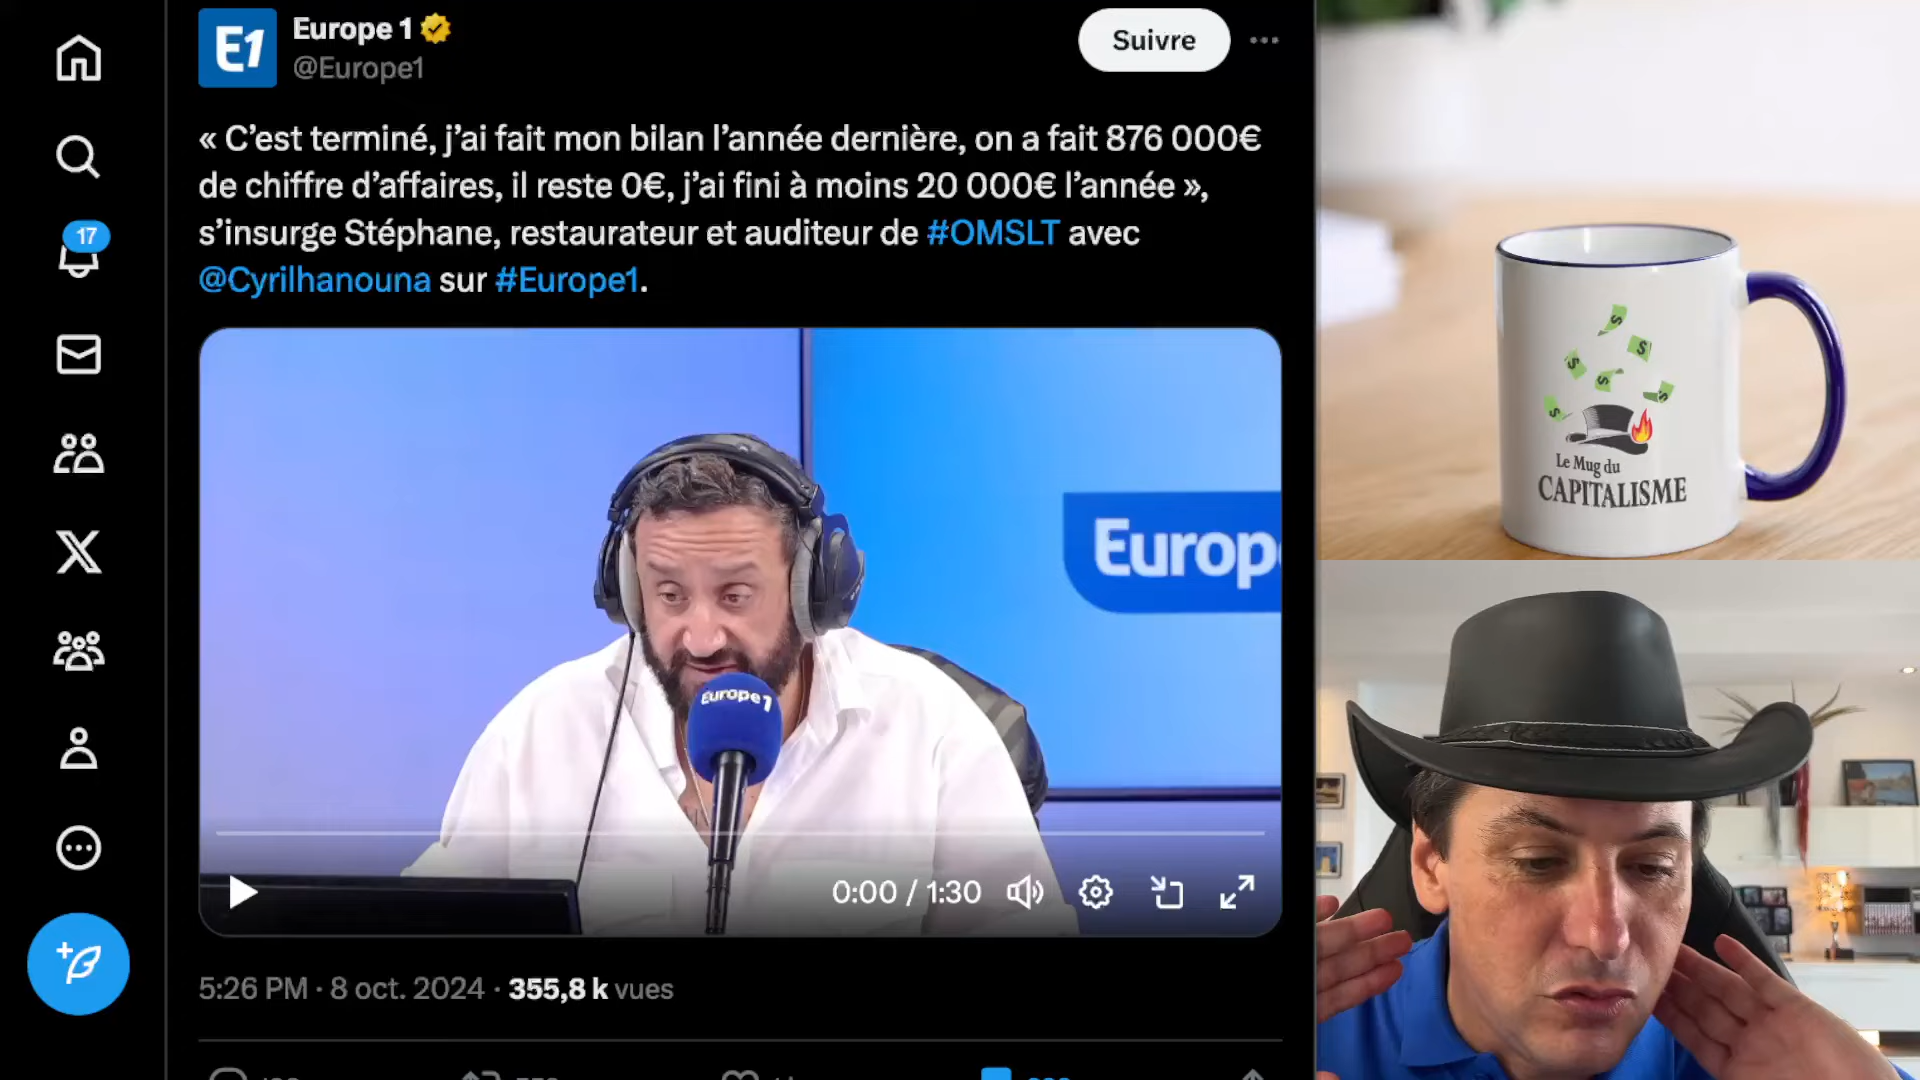 E1
Europe 1
@Europe1
Suivre
17
« C’est terminé, j’ai fait mon bilan l’année dernière, on a fait 876 000€
de chiffre d’affaires, il reste 0€, j’ai fini à moins 20 000€ l’année »,
s’insurge Stéphane, restaurateur et auditeur de #OMSLT avec
@Cyrilhanouna sur #Europe1.
Europ
Europe 1
0:00 / 1:30
5:26 PM · 8 oct. 2024 · 355,8 k vues
$
$
$
$
$
$
Le Mug du
CAPITALISME